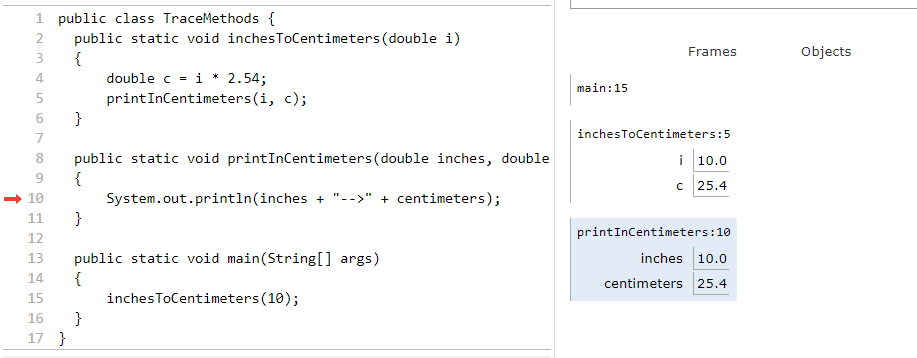 1 public class TraceMethods {
2 public static void inchesToCentimeters(double i)
3 {
4 double c = i * 2.54;
5 printInCentimeters(i, c);
6 }
7
8 public static void printInCentimeters(double inches, double
9 {
10 System.out.println(inches + "-->" + centimeters);
11 }
12
13 public static void main(String[] args)
14 {
15 inchesToCentimeters(10);
16 }
17 }
Frames Objects
main:15
inchesToCentimeters:5
i 10.0
c 25.4
printInCentimeters:10
inches 10.0
centimeters 25.4